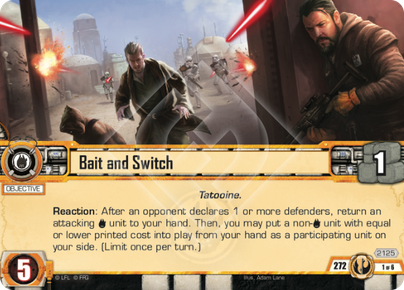 Bait and Switch
1
OBJECTIVE
Tatooine.
Reaction: After an opponent declares 1 or more defenders, return an
attacking unit to your hand. Then, you may put a non- unit with equal
or lower printed cost into play from your hand as a participating unit on
your side. (Limit once per turn.)
5
© LFL © FFG
Illus. Adam Lane
272
2125
1 of 6